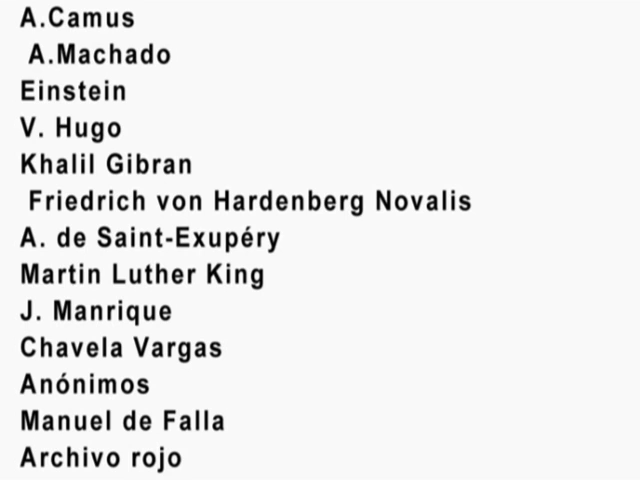 A.Camus
A.Machado
Einstein
V. Hugo
Khalil Gibran
Friedrich von Hardenberg Novalis
A. de Saint-Exupéry
Martin Luther King
J. Manrique
Chavela Vargas
Anónimos
Manuel de Falla
Archivo rojo